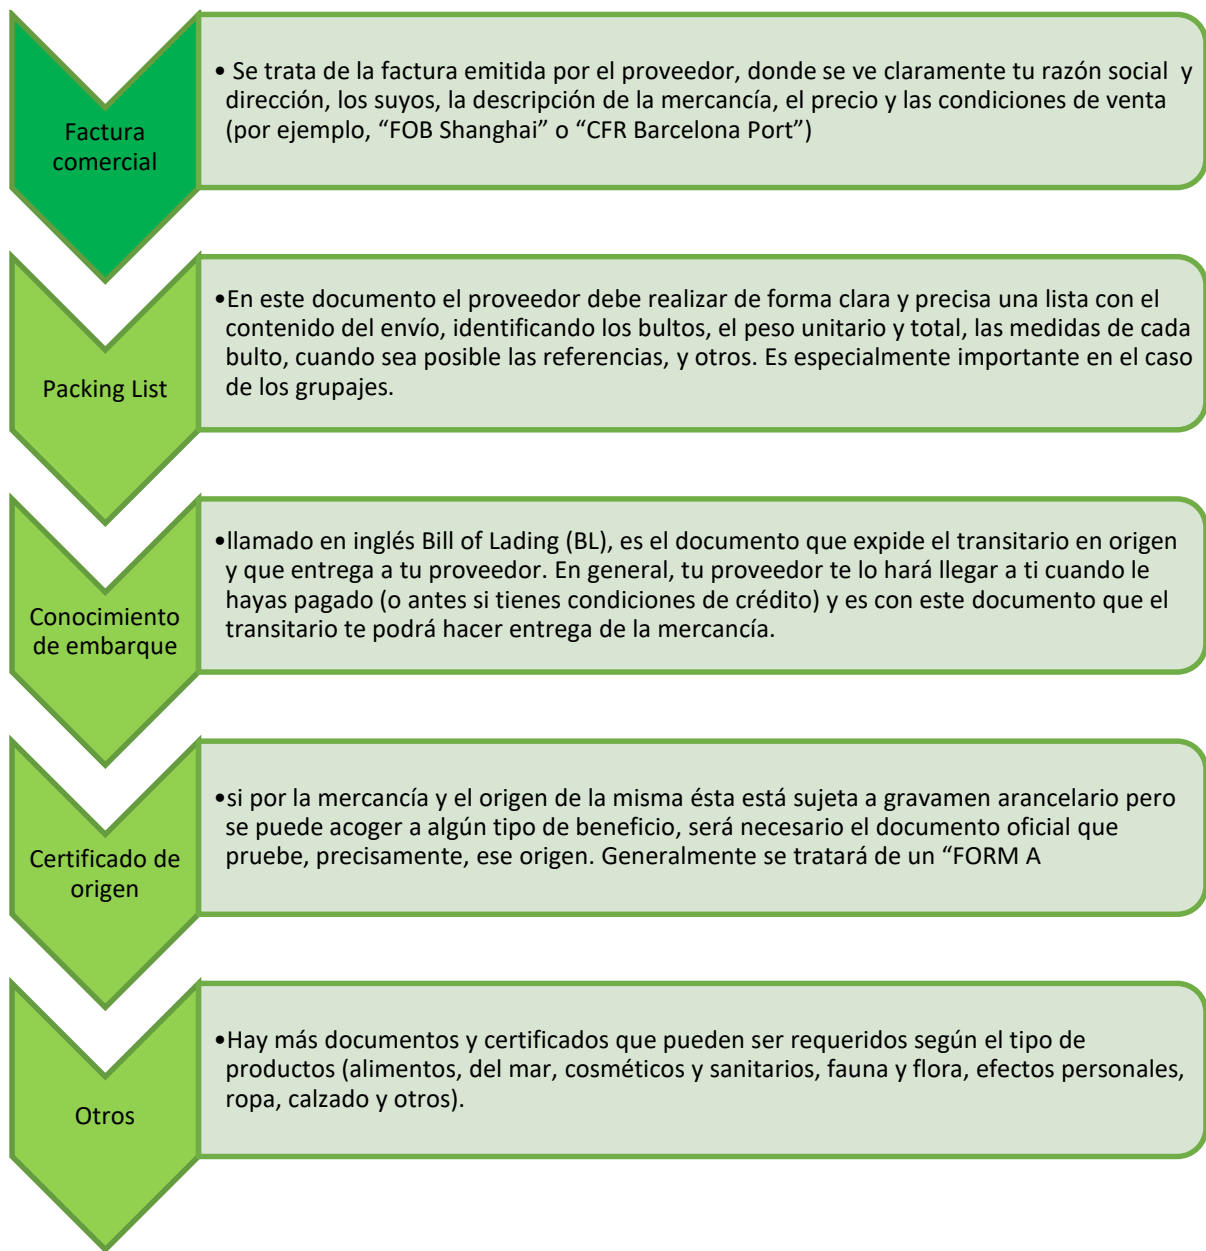 Factura
comercial
• Se trata de la factura emitida por el proveedor, donde se ve claramente tu razón social y
dirección, los suyos, la descripción de la mercancía, el precio y las condiciones de venta
(por ejemplo, “FOB Shanghai” o “CFR Barcelona Port”)
Packing List
•En este documento el proveedor debe realizar de forma clara y precisa una lista con el
contenido del envío, identificando los bultos, el peso unitario y total, las medidas de cada
bulto, cuando sea posible las referencias, y otros. Es especialmente importante en el caso
de los grupajes.
Conocimiento
de embarque
•llamado en inglés Bill of Lading (BL), es el documento que expide el transitario en origen
y que entrega a tu proveedor. En general, tu proveedor te lo hará llegar a ti cuando le
hayas pagado (o antes si tienes condiciones de crédito) y es con este documento que el
transitario te podrá hacer entrega de la mercancía.
Certificado de
origen
•si por la mercancía y el origen de la misma ésta está sujeta a gravamen arancelario pero
se puede acoger a algún tipo de beneficio, será necesario el documento oficial que
pruebe, precisamente, ese origen. Generalmente se tratará de un “FORM A
Otros
•Hay más documentos y certificados que pueden ser requeridos según el tipo de
productos (alimentos, del mar, cosméticos y sanitarios, fauna y flora, efectos personales,
ropa, calzado y otros).